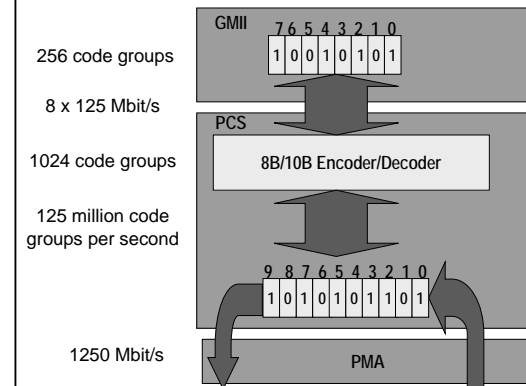 GMII
7 6 5 4 3 2 1 0
1 0 0 1 0 1 0 1
256 code groups
8 x 125 Mbit/s
PCS
1024 code groups
8B/10B Encoder/Decoder
125 million code
groups per second
9 8 7 6 5 4 3 2 1 0
1 0 1 0 1 0 1 1 0 1
1250 Mbit/s
PMA